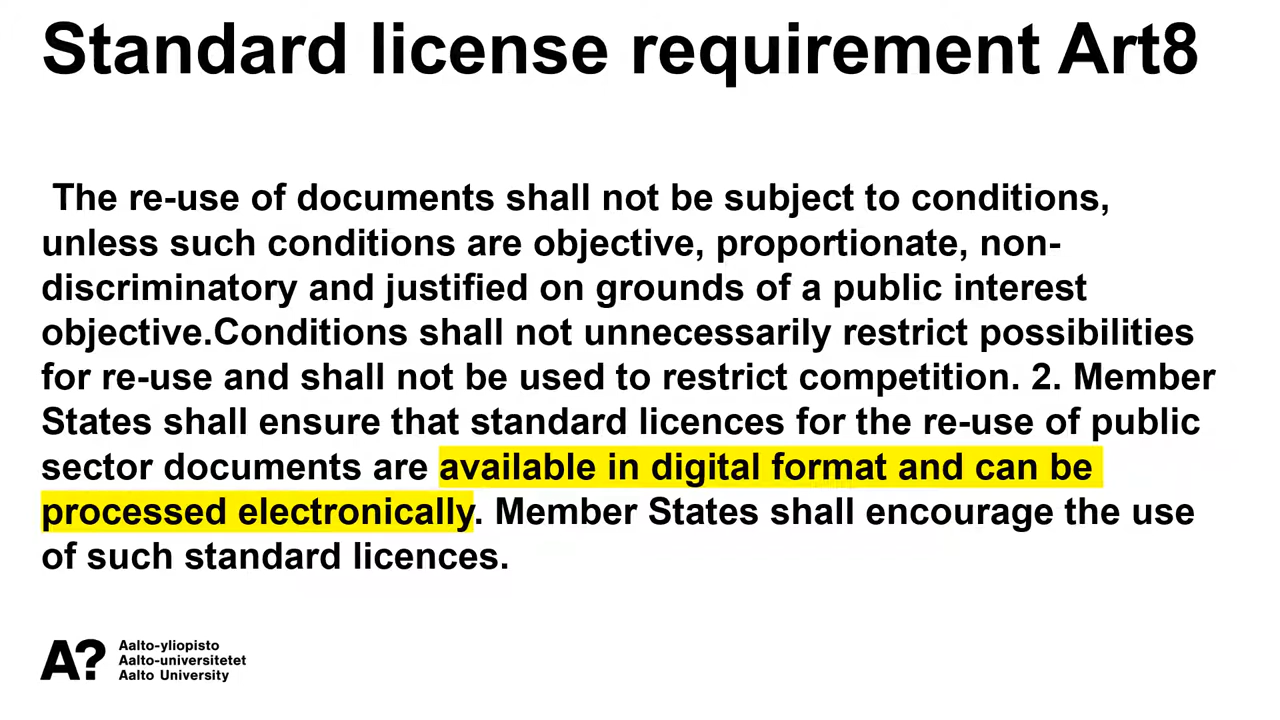 Standard license requirement Art8
The re-use of documents shall not be subject to conditions,
unless such conditions are objective, proportionate, non-
discriminatory and justified on grounds of a public interest
objective.Conditions shall not unnecessarily restrict possibilities
for re-use and shall not be used to restrict competition. 2. Member
States shall ensure that standard licences for the re-use of public
sector documents are available in digital format and can be
processed electronically. Member States shall encourage the use
of such standard licences.
A?
Aalto-yliopisto
Aalto-universitetet
Aalto University